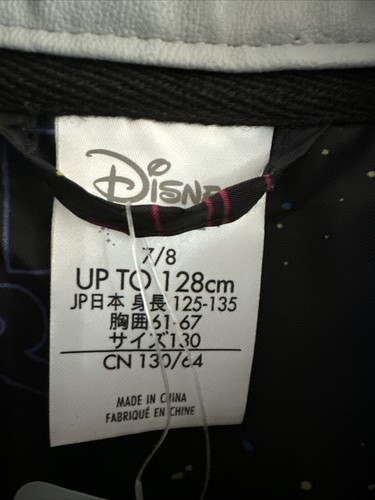 Disney
7/8
UP TO 128cm
JP日本 身長 125-135
胸囲61-67
サイズ130
CN 130/64
MADE IN CHINA
FABRIQUÉ EN CHINE